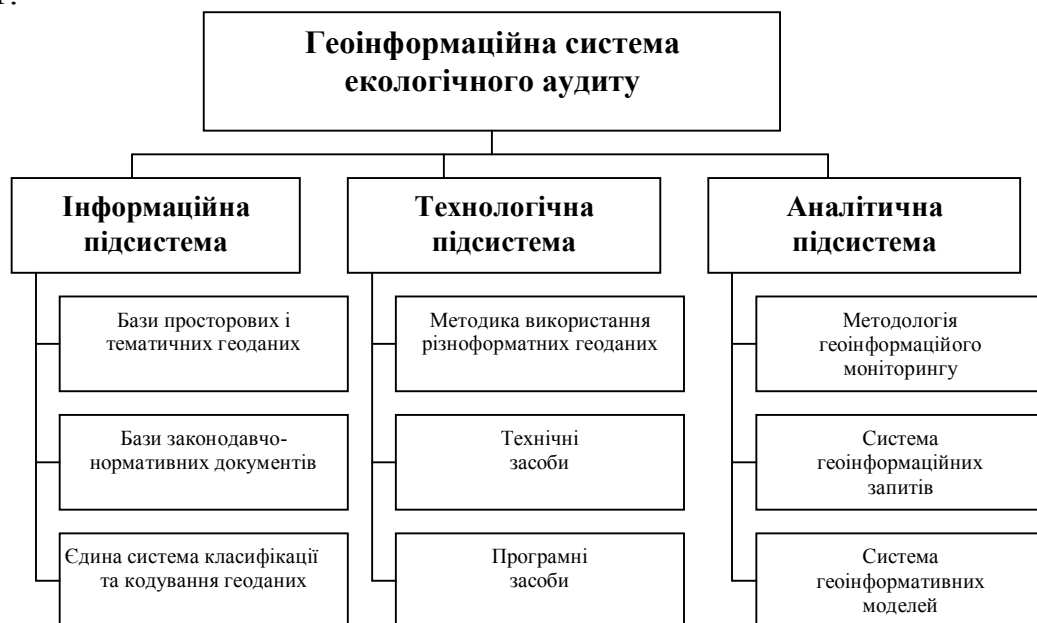 Геоінформаційна система
екологічного аудиту
Інформаційна
підсистема
Бази просторових і
тематичних геоданих
Бази законодавчо-
нормативних документів
Єдина система класифікації
та кодування геоданих
Технологічна
підсистема
Методика використання
різноформатних геоданих
Технічні
засоби
Програмні
засоби
Аналітична
підсистема
Методологія
геоінформаційого
моніторингу
Система
геоінформаційних
запитів
Система
геоінформативних
моделей